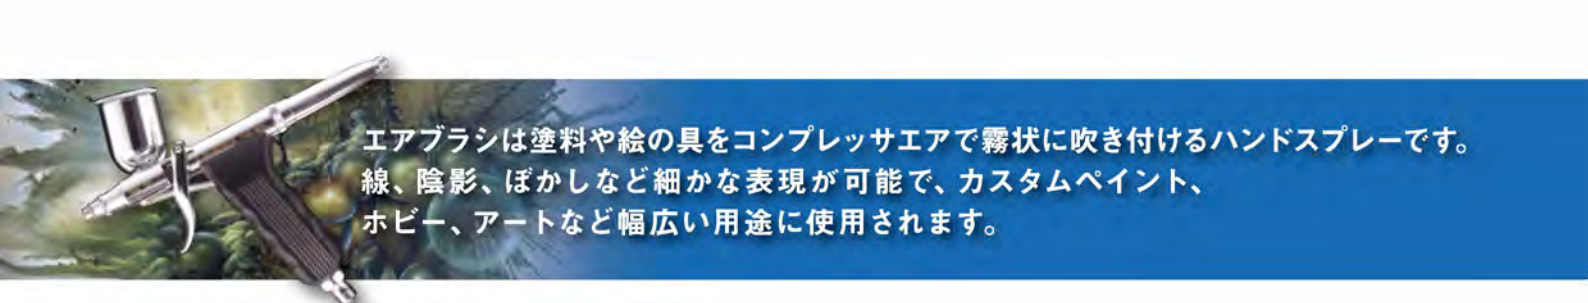 エアブラシは塗料や絵の具をコンプレッサエアで霧状に吹き付けるハンドスプレーです。
線、陰影、ぼかしなど細かな表現が可能で、カスタムペイント、
ホビー、アートなど幅広い用途に使用されます。